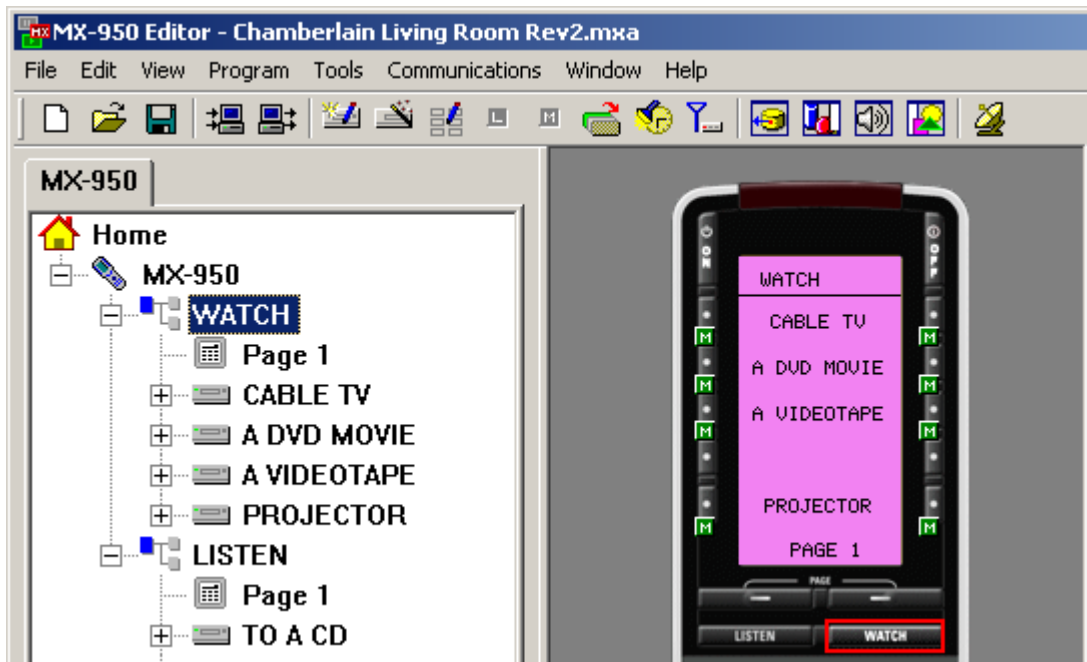 MX-950 Editor - Chamberlain Living Room Rev2.mxa
File Edit View Program Tools Communications Window Help
L M
MX-950
Home
MX-950
WATCH
Page 1
CABLE TV
A DVD MOVIE
A VIDEOTAPE
PROJECTOR
LISTEN
Page 1
TO A CD
ON
OFF
WATCH
CABLE TV
M M
A DVD MOVIE
M M
A VIDEOTAPE
M M
PROJECTOR
M M
PAGE 1
PAGE
LISTEN WATCH